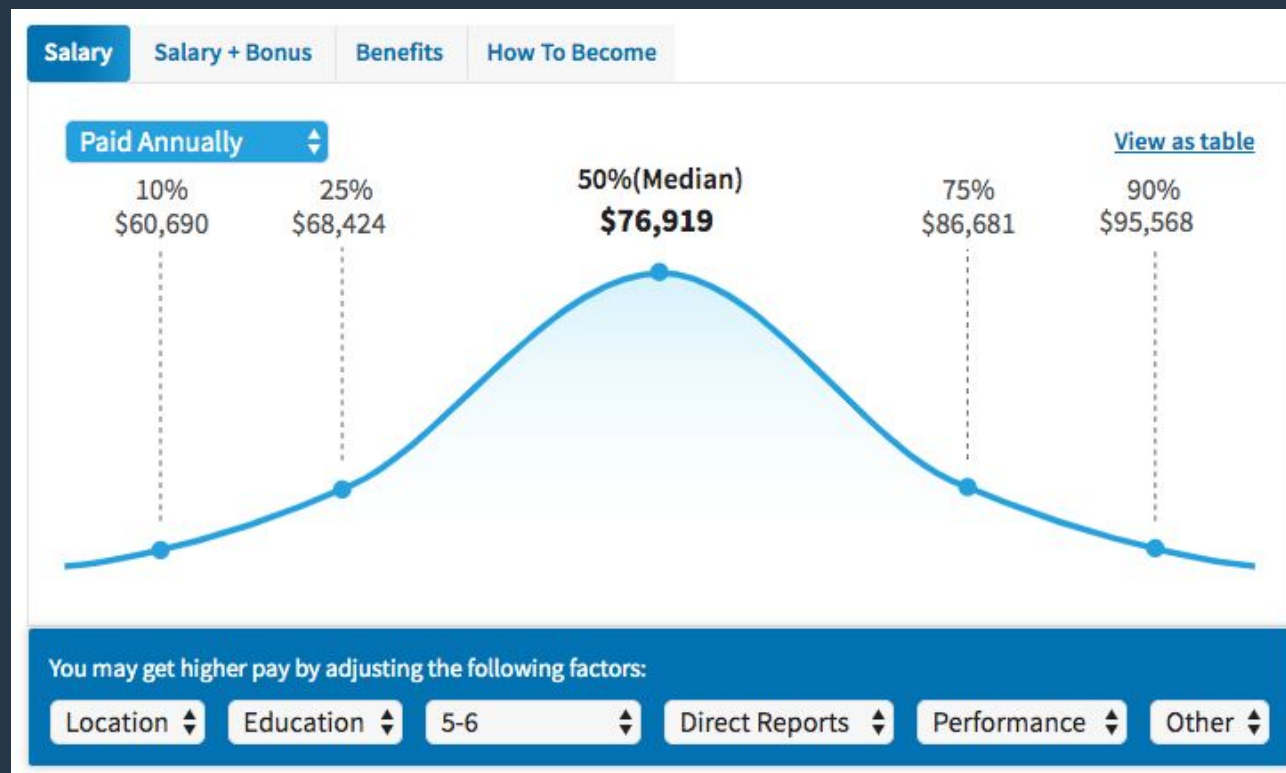 Salary Salary + Bonus Benefits How To Become
Paid Annually
View as table
10% 25% 50%(Median) 75% 90%
$60,690 $68,424 $76,919 $86,681 $95,568
You may get higher pay by adjusting the following factors:
Location Education 5-6 Direct Reports Performance Other